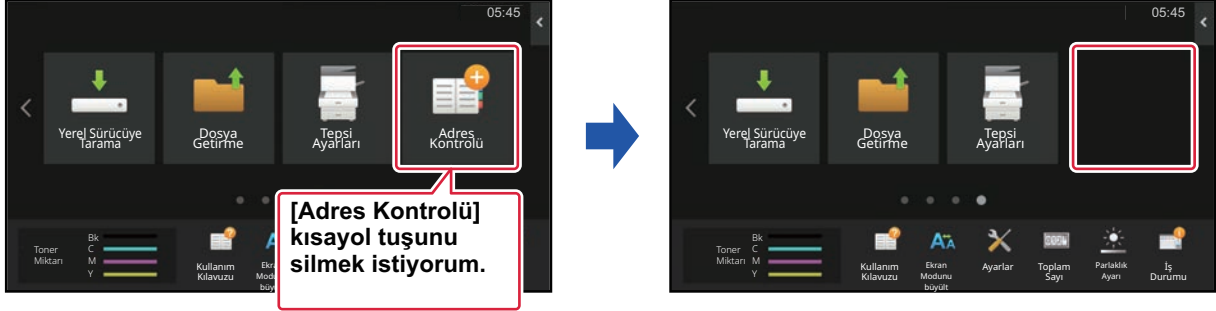 05:45
Yerel Sürücüye
Tarama
Dosya
Getirme
Tepsi
Ayarları
Adres
Kontrolü
[Adres Kontrolü]
kısayol tuşunu
silmek istiyorum.
Toner
Miktarı
Bk
C
M
Y
Kullanım
Kılavuzu
05:45
Yerel Sürücüye
Tarama
Dosya
Getirme
Tepsi
Ayarları
Toner
Miktarı
Bk
C
M
Y
Kullanım
Kılavuzu
Ekran
Modunu
büyült
Ayarlar
Toplam
Sayı
Parlaklık
Ayarı
İş
Durumu